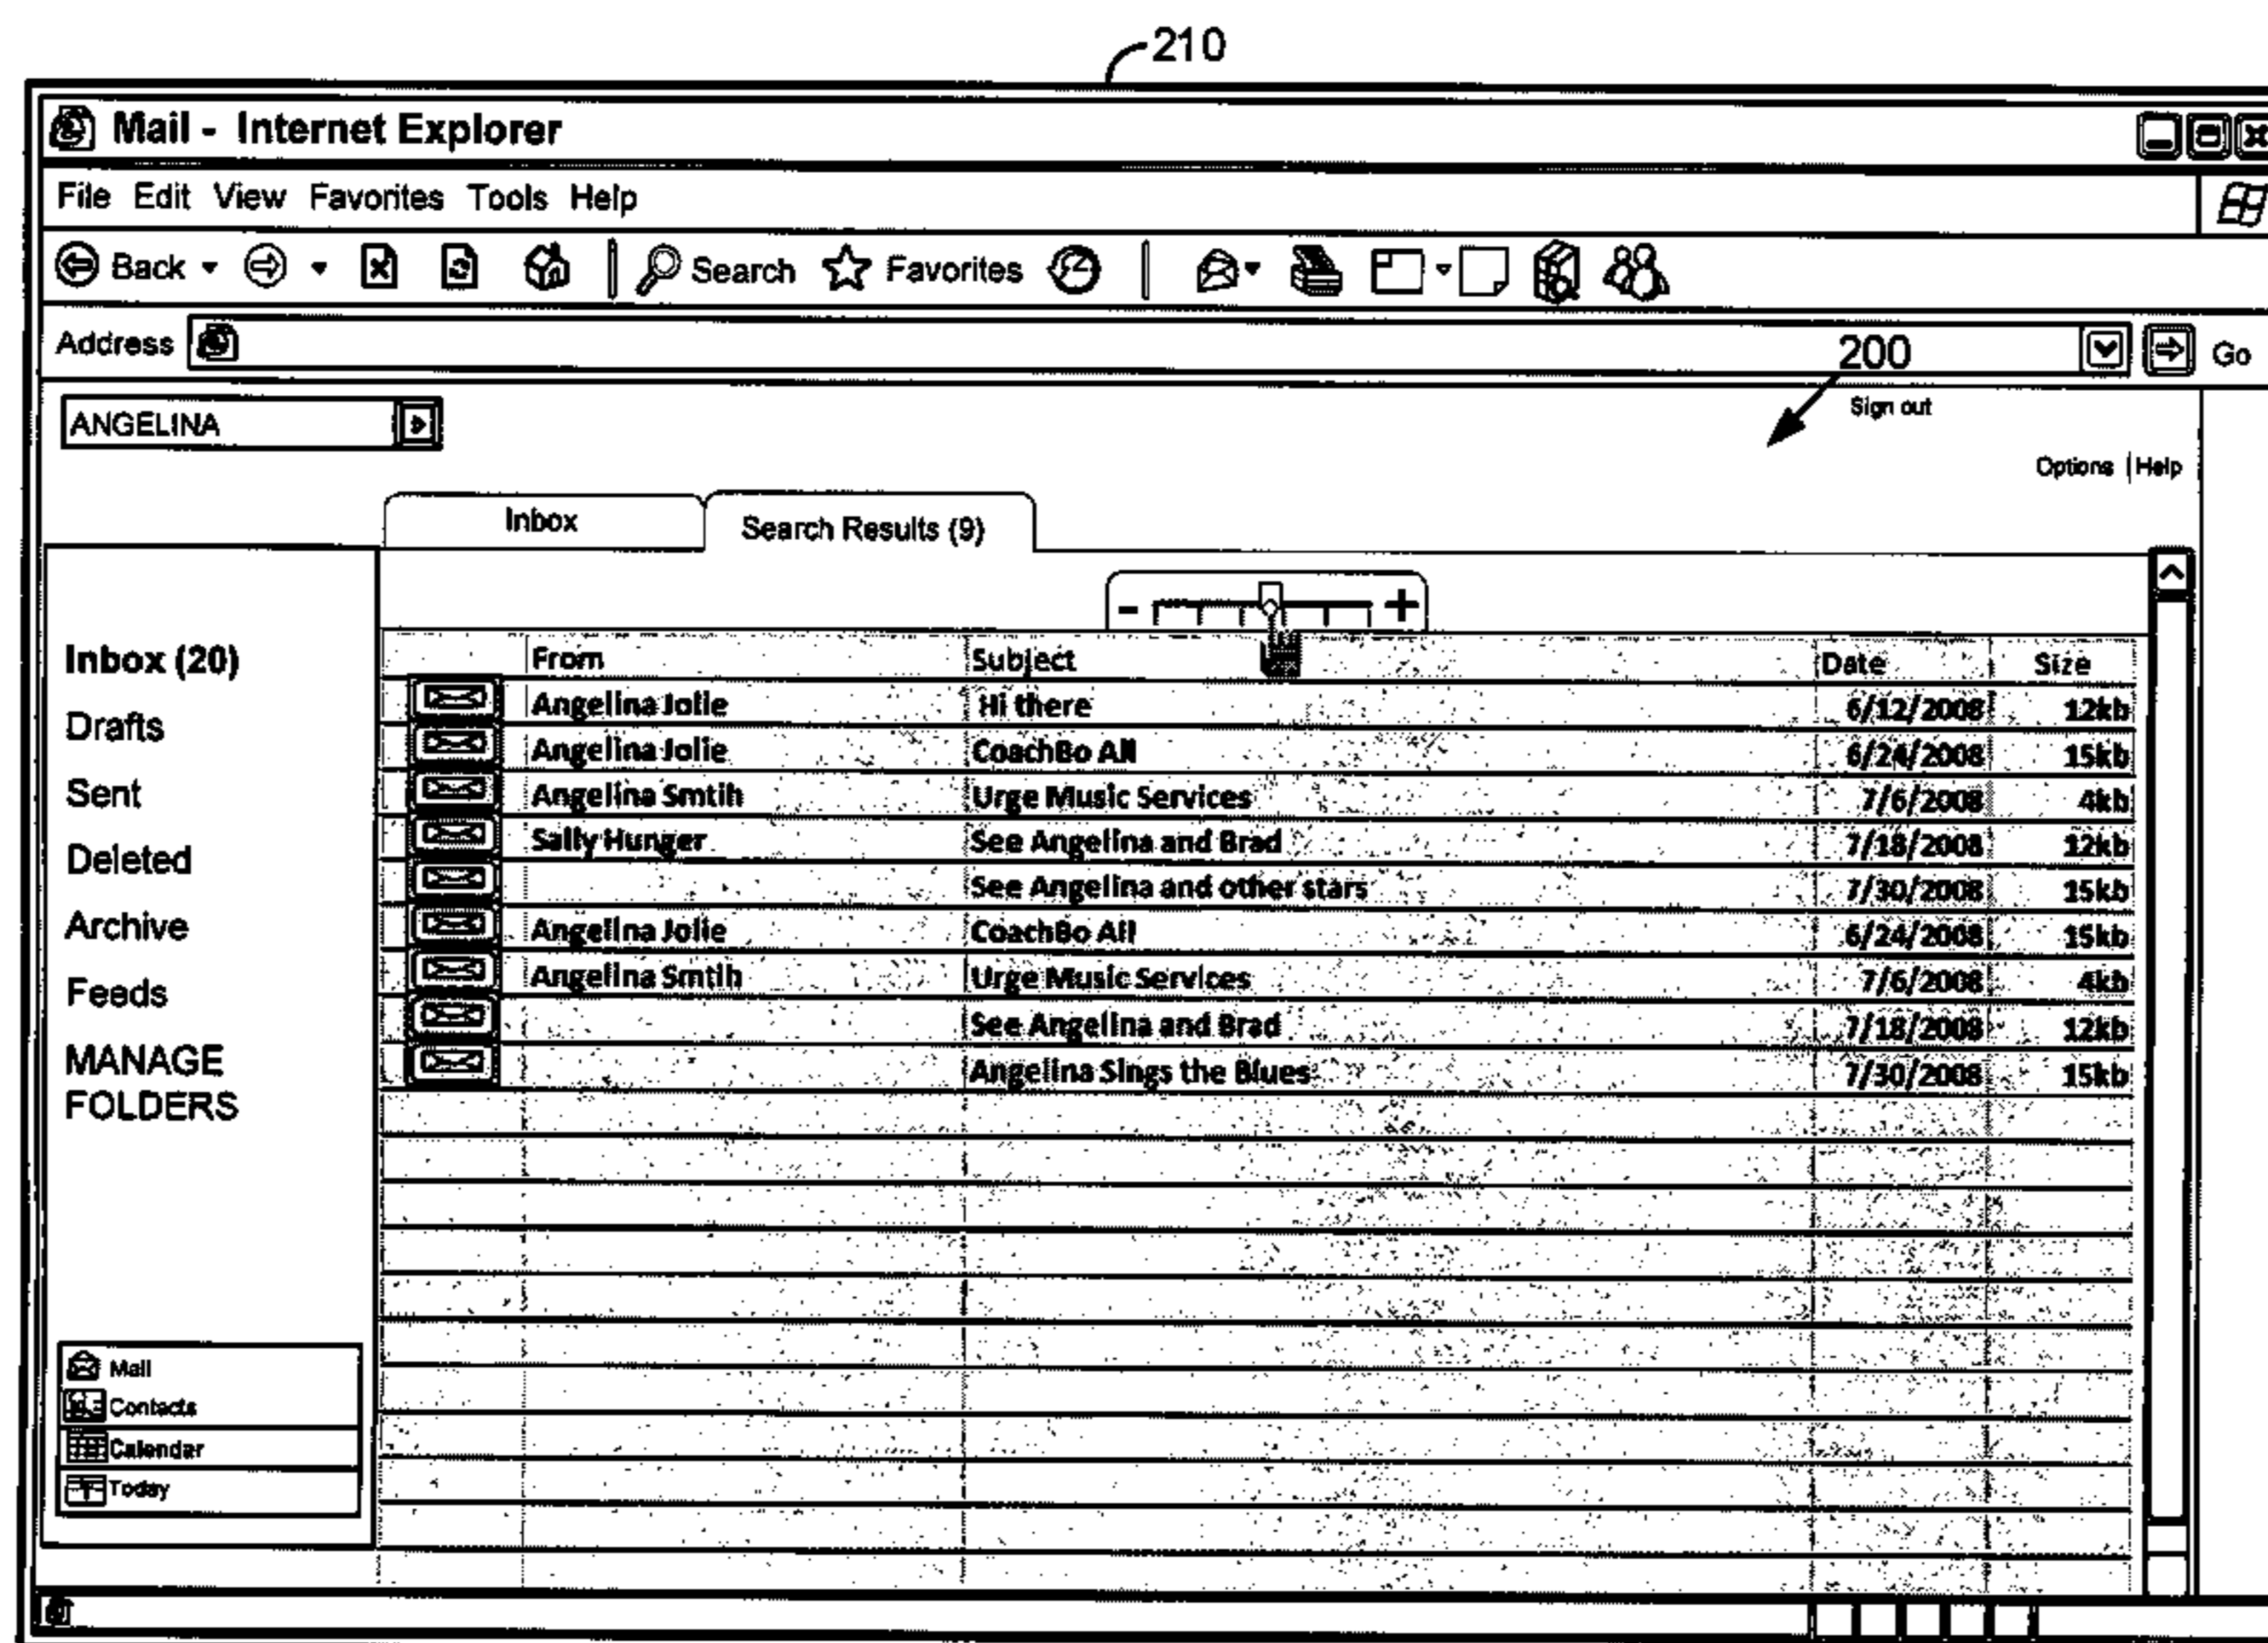 210
Mail - Internet Explorer
File Edit View Favorites Tools Help
Back Search Favorites
Address 200 Go
ANGELINA Sign out
Options | Help
Inbox Search Results (9)
- +
From Subject Date Size
Angelina Jolie Hi there 6/12/2008 12kb
Angelina Jolie CoachBo All 6/24/2008 15kb
Angelina Smtih Urge Music Services 7/6/2008 4kb
Sally Hunger See Angelina and Brad 7/18/2008 12kb
See Angelina and other stars 7/30/2008 15kb
Angelina Jolie CoachBo All 6/24/2008 15kb
Angelina Smtih Urge Music Services 7/6/2008 4kb
See Angelina and Brad 7/18/2008 12kb
Angelina Sings the Blues 7/30/2008 15kb
Inbox (20)
Drafts
Sent
Deleted
Archive
Feeds
MANAGE
FOLDERS
Mail
Contacts
Calendar
Today